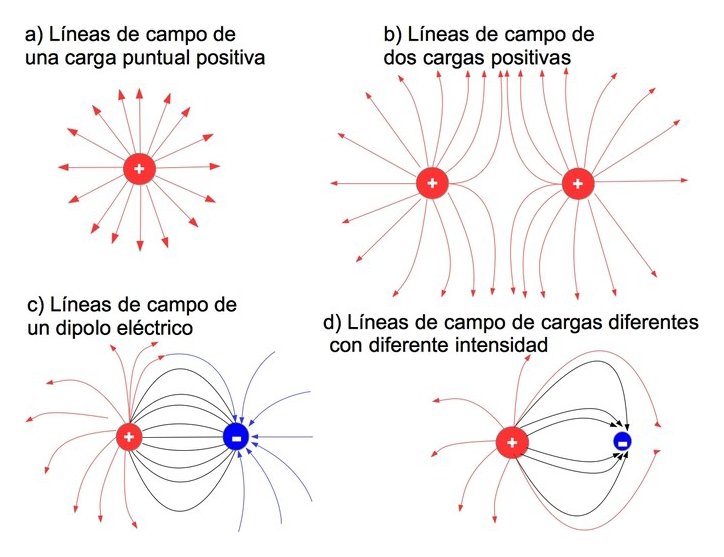 a) Líneas de campo de
una carga puntual positiva
b) Líneas de campo de
dos cargas positivas
+
+
+
c) Líneas de campo de
un dipolo eléctrico
d) Líneas de campo de cargas diferentes
con diferente intensidad
+
-
+
-